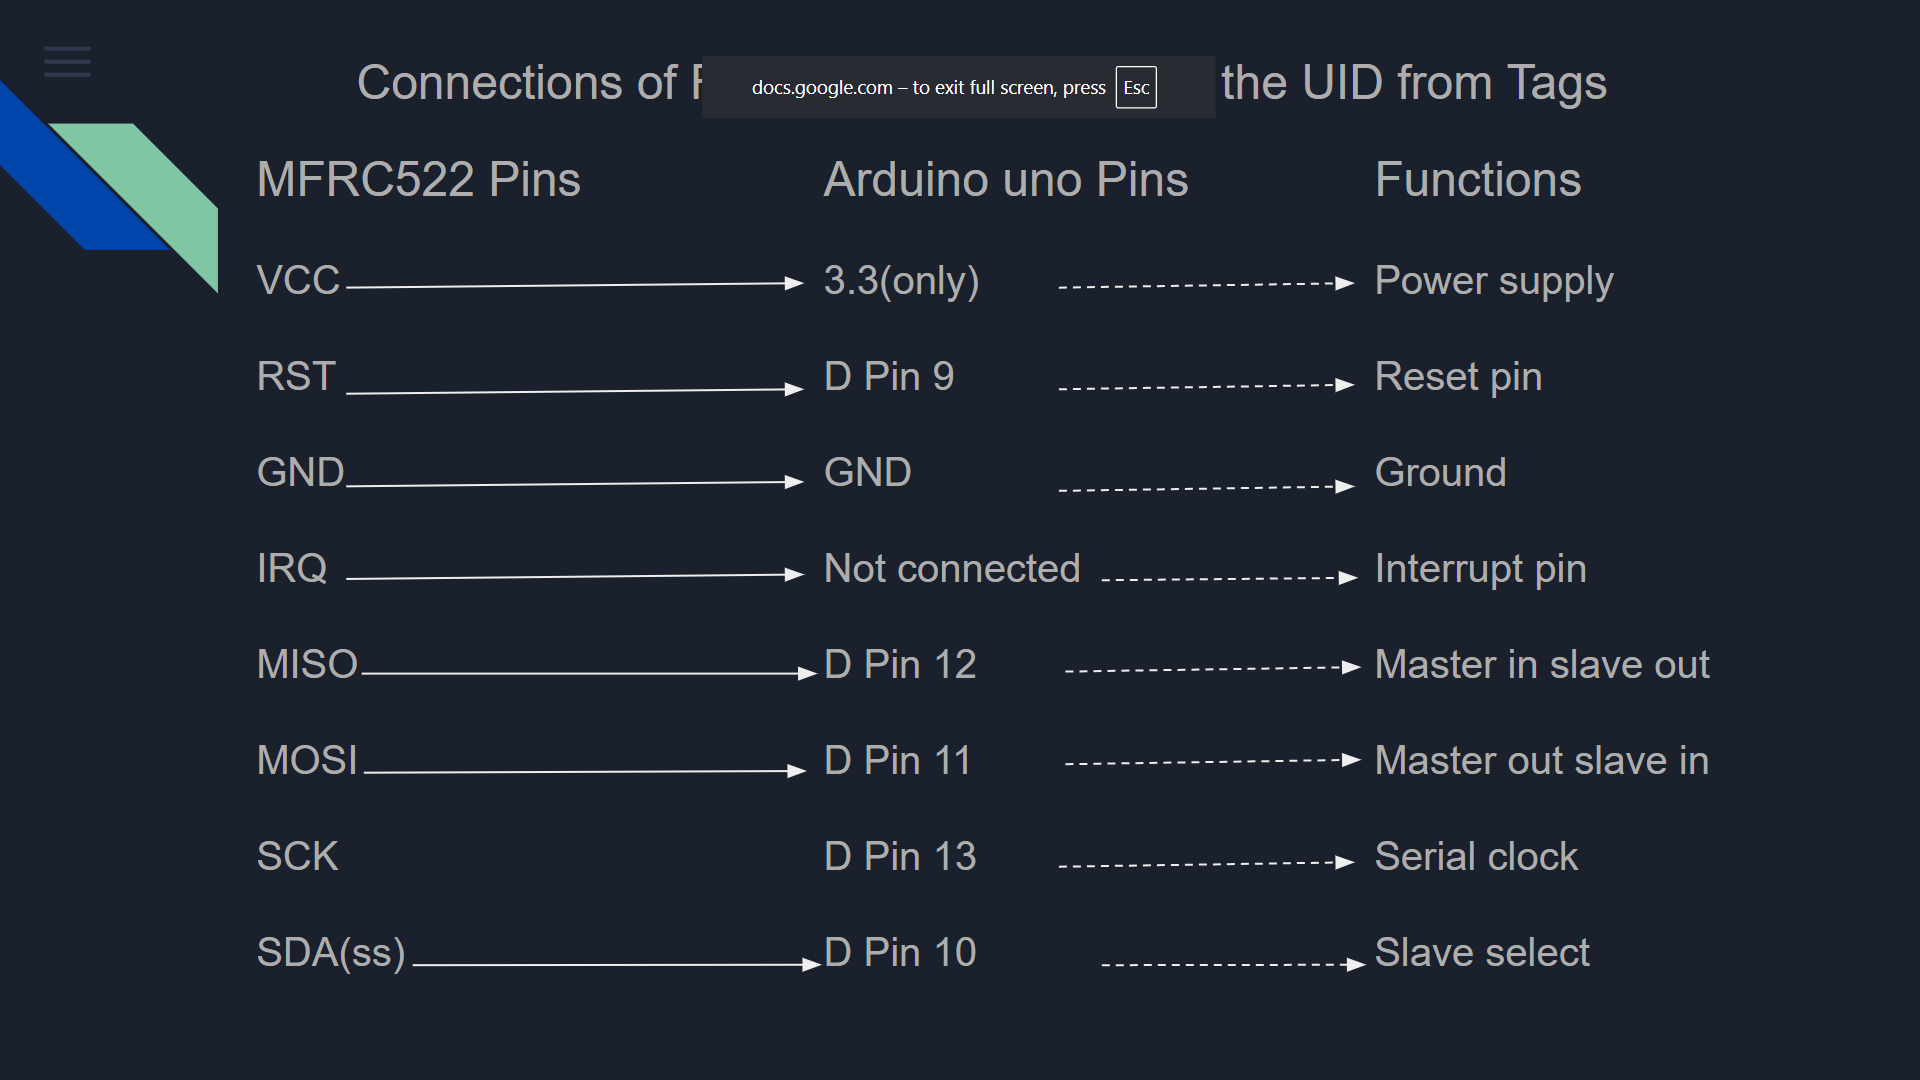 Connections of
docs.google.com – to exit full screen, press Esc
the UID from Tags
MFRC522 Pins Arduino uno Pins Functions
VCC 3.3(only) Power supply
RST D Pin 9 Reset pin
GND GND Ground
IRQ Not connected Interrupt pin
MISO D Pin 12 Master in slave out
MOSI D Pin 11 Master out slave in
SCK D Pin 13 Serial clock
SDA(ss) D Pin 10 Slave select